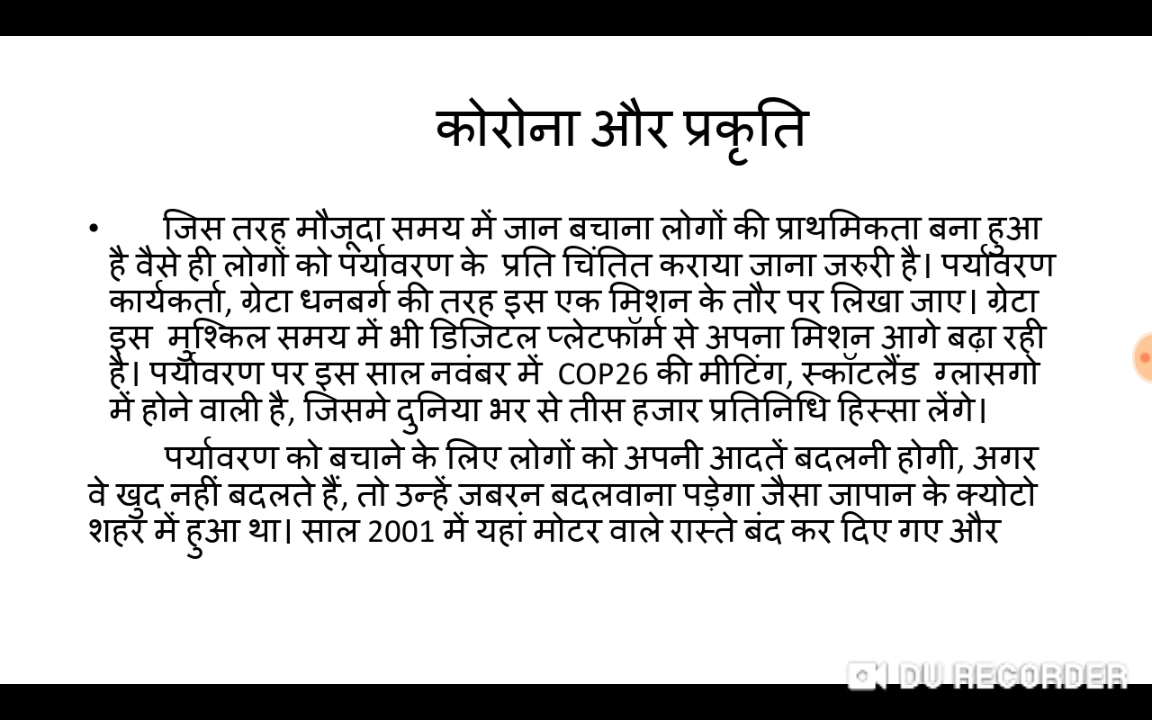 कोरोना और प्रकृति
• जिस तरह मौजूदा समय में जान बचाना लोगों की प्राथमिकता बना हुआ
है वैसे ही लोगों को पर्यावरण के प्रति चिंतित कराया जाना जरुरी है। पर्यावरण
कार्यकर्ता, ग्रेटा धनबर्ग की तरह इस एक मिशन के तौर पर लिखा जाए। ग्रेटा
इस मुश्किल समय में भी डिजिटल प्लेटफॉर्म से अपना मिशन आगे बढ़ा रही
है। पर्यावरण पर इस साल नवंबर में COP26 की मीटिंग, स्कॉटलैंड ग्लासगो
में होने वाली है, जिसमे दुनिया भर से तीस हजार प्रतिनिधि हिस्सा लेंगे।
पर्यावरण को बचाने के लिए लोगों को अपनी आदतें बदलनी होगी, अगर
वे खुद नहीं बदलते हैं, तो उन्हें जबरन बदलवाना पड़ेगा जैसा जापान के क्योटो
शहर में हुआ था। साल 2001 में यहां मोटर वाले रास्ते बंद कर दिए गए और
DU RECORDER